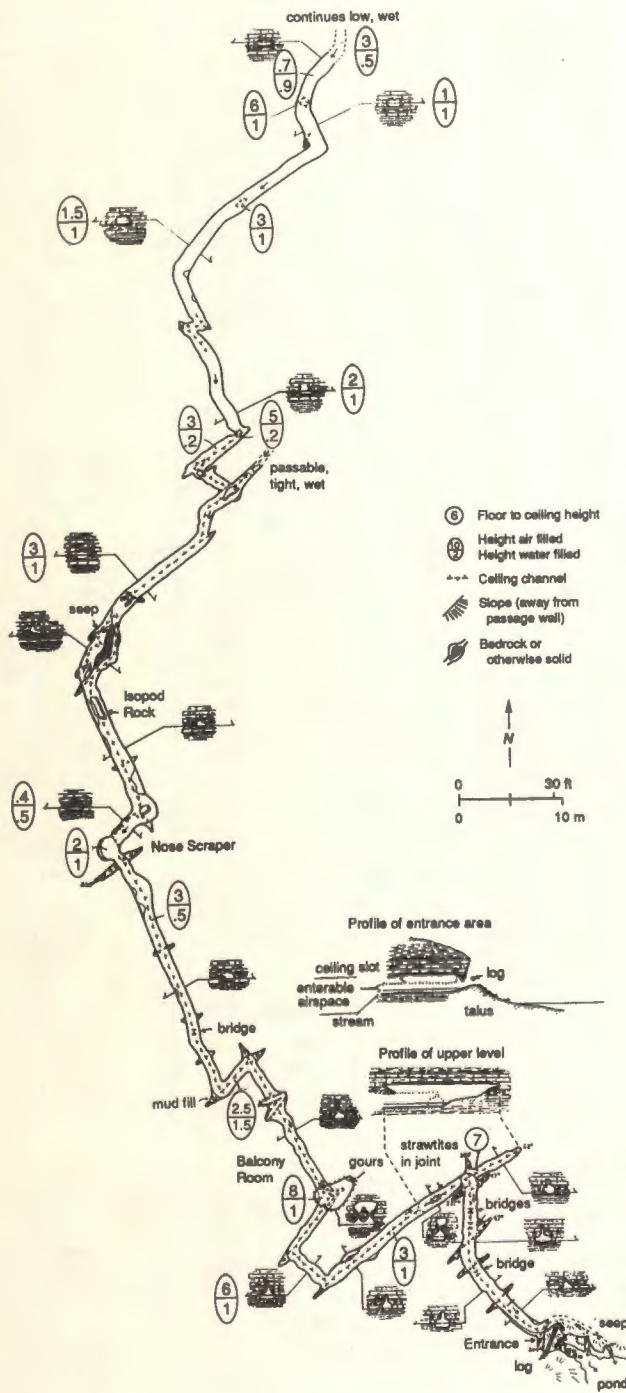 continues low, wet
3
.5
.7
.9
6
1
1
1
3
1
1.5
1
2
1
3
.2
5
.2
passable,
tight, wet
3
1
seep
Isopod
Rock
.4
.5
2
1
Nose Scraper
3
.5
bridge
mud fill
2.5
1.5
Balcony
Room
gours
8
1
6
1
3
1
strawtites
in joint
7
bridges
bridge
Entrance
log
seep
pond
6 Floor to ceiling height
10 Height air filled
2 Height water filled
Ceiling channel
Slope (away from
passage wall)
Bedrock or
otherwise solid
N
0 30 ft
0 10 m
Profile of entrance area
ceiling slot
log
enterable
airspace
stream
talus
Profile of upper level